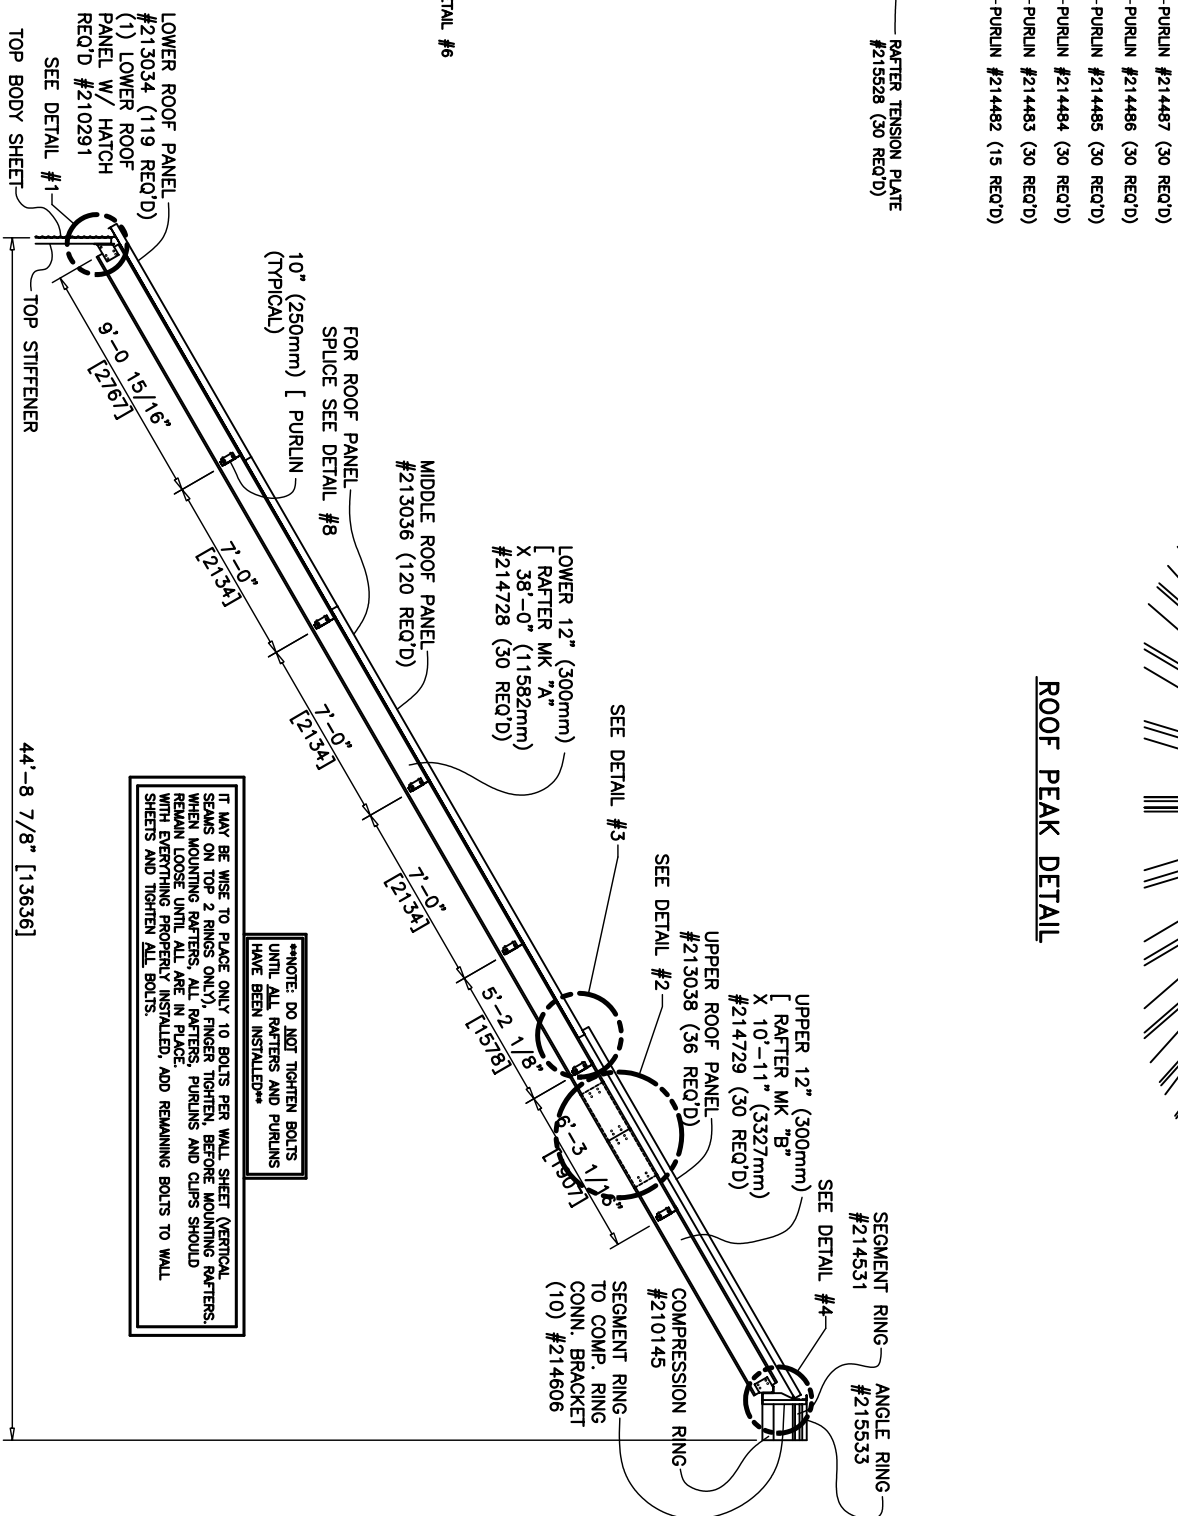 PURLIN #214487 (30 REQ'D)
PURLIN #214486 (30 REQ'D)
PURLIN #214485 (30 REQ'D)
PURLIN #214484 (30 REQ'D)
PURLIN #214483 (30 REQ'D)
PURLIN #214482 (15 REQ'D)
RAFTER TENSION PLATE
#215528 (30 REQ'D)
TAIL #6
ROOF PEAK DETAIL
SEGMENT RING
#214531
ANGLE RING
#215533
SEE DETAIL #4
UPPER 12" (300mm)
[ RAFTER MK "B"
X 10'-11" (3327mm)
#214729 (30 REQ'D)
UPPER ROOF PANEL
#213038 (36 REQ'D)
SEE DETAIL #2
SEE DETAIL #3
COMPRESSION RING
#210145
SEGMENT RING
TO COMP. RING
CONN. BRACKET
(10) #214606
LOWER 12" (300mm)
[ RAFTER MK "A"
X 38'-0" (11582mm)
#214728 (30 REQ'D)
MIDDLE ROOF PANEL
#213036 (120 REQ'D)
FOR ROOF PANEL
SPLICE SEE DETAIL #8
10" (250mm) [ PURLIN
(TYPICAL)
LOWER ROOF PANEL
#213034 (119 REQ'D)
(1) LOWER ROOF
PANEL W/ HATCH
REQ'D #210291
SEE DETAIL #1
TOP BODY SHEET
TOP STIFFENER
9'-0 15/16"
[2767]
7'-0"
[2134]
7'-0"
[2134]
7'-0"
[2134]
5'-2 1/8"
[1578]
6'-3 1/16"
[1907]
**NOTE: DO NOT TIGHTEN BOLTS
UNTIL ALL RAFTERS AND PURLINS
HAVE BEEN INSTALLED**
IT MAY BE WISE TO PLACE ONLY 10 BOLTS PER WALL SHEET (VERTICAL
SEAMS ON TOP 2 RINGS ONLY), FINGER TIGHTEN, BEFORE MOUNTING RAFTERS.
WHEN MOUNTING RAFTERS, ALL RAFTERS, PURLINS AND CLIPS SHOULD
REMAIN LOOSE UNTIL ALL ARE IN PLACE.
WITH EVERYTHING PROPERLY INSTALLED, ADD REMAINING BOLTS TO WALL
SHEETS AND TIGHTEN ALL BOLTS.
44'-8 7/8" [13636]